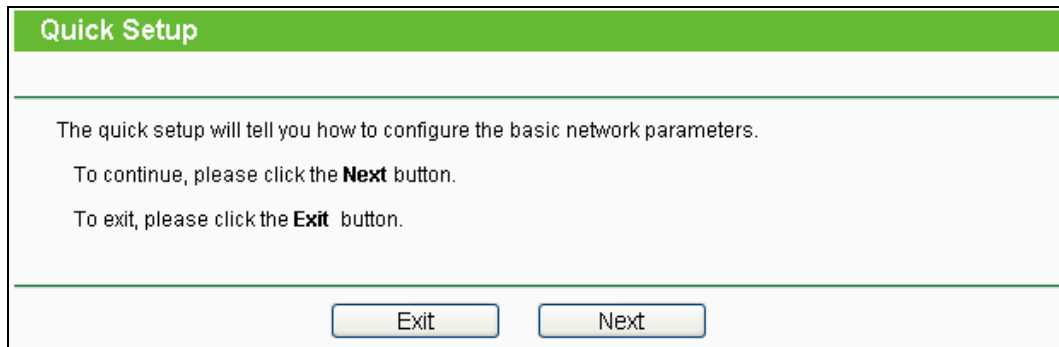 Quick Setup
The quick setup will tell you how to configure the basic network parameters.
To continue, please click the Next button.
To exit, please click the Exit button.
Exit Next